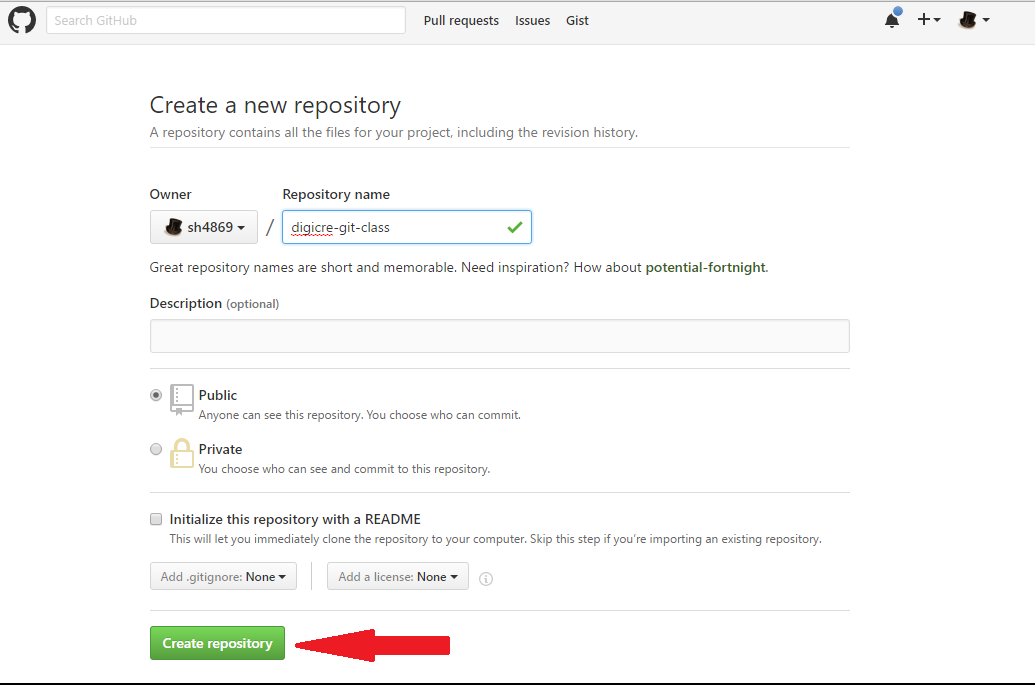 Search GitHub Pull requests Issues Gist
Create a new repository
A repository contains all the files for your project, including the revision history.
Owner Repository name
sh4869 / digicre-git-class
Great repository names are short and memorable. Need inspiration? How about potential-fortnight.
Description (optional)
Public
Anyone can see this repository. You choose who can commit.
Private
You choose who can see and commit to this repository.
Initialize this repository with a README
This will let you immediately clone the repository to your computer. Skip this step if you're importing an existing repository.
Add .gitignore: None Add a license: None
Create repository